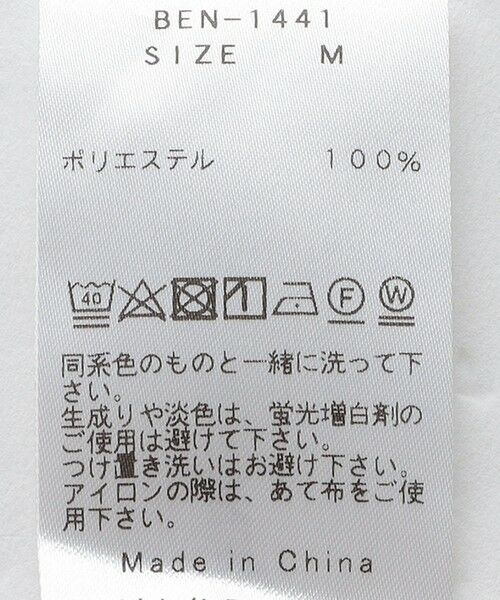 BEN-1441
SIZE M
ポリエステル 100%
40 F W
同系色のものと一緒に洗って下
さい。
生成りや淡色は、蛍光増白剤の
ご使用は避けて下さい。
つけ置き洗いはお避け下さい。
アイロンの際は、あて布をご使
用下さい。
Made in China